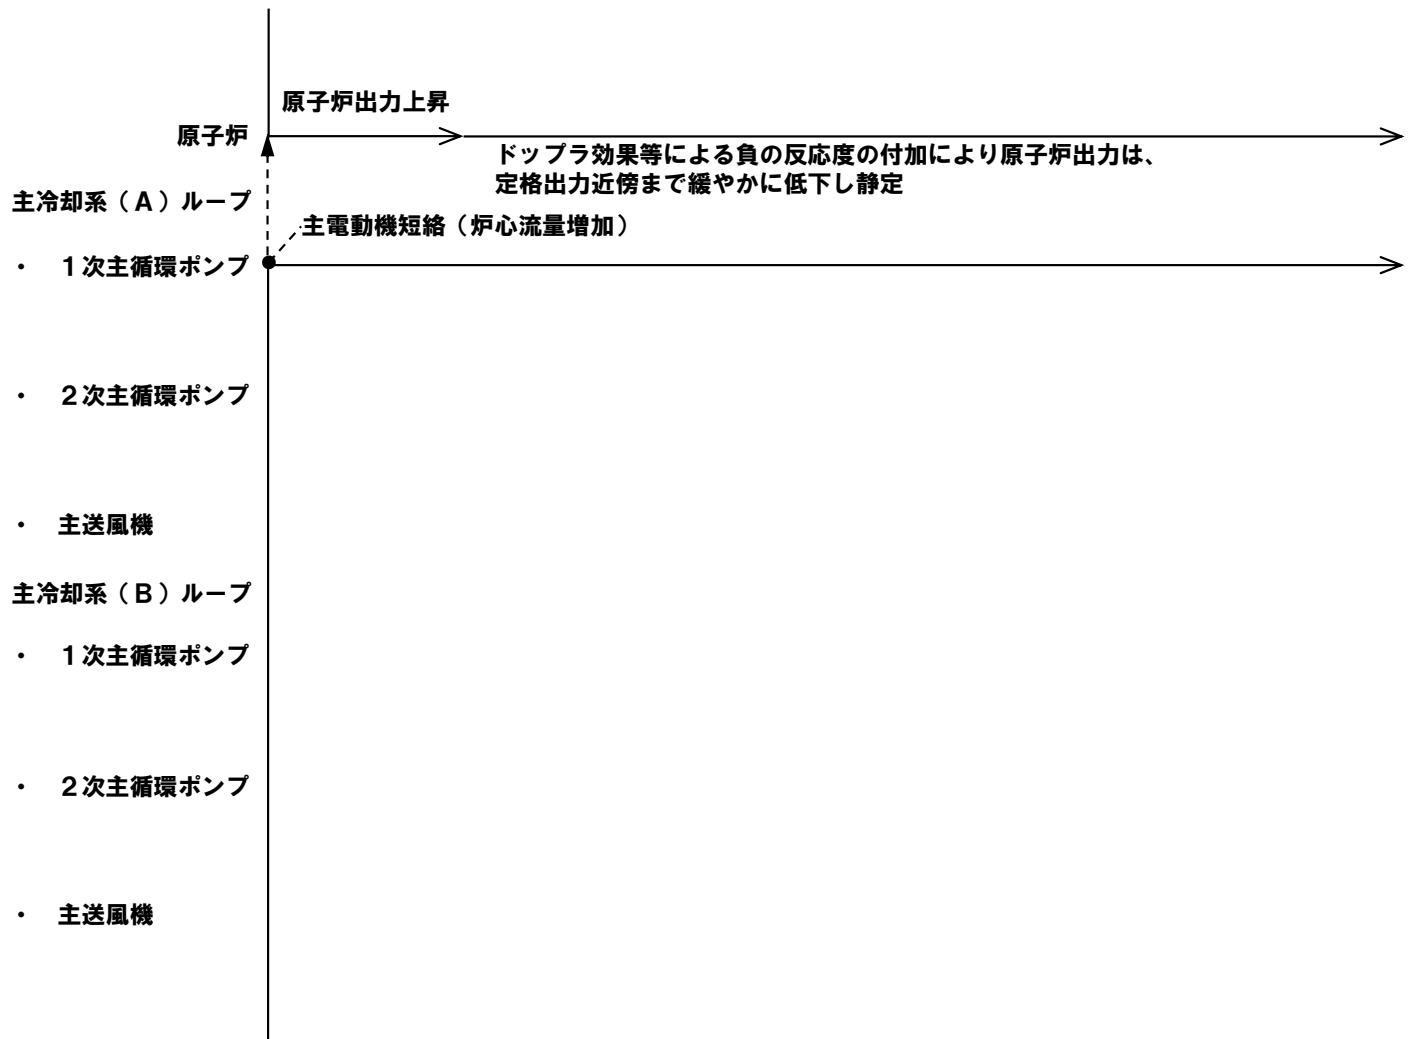 原子炉出力上昇
原子炉
ドップラ効果等による負の反応度の付加により原子炉出力は、
定格出力近傍まで緩やかに低下し静定
主冷却系（Ａ）ループ
主電動機短絡（炉心流量増加）
・　１次主循環ポンプ
・　２次主循環ポンプ
・　主送風機
主冷却系（Ｂ）ループ
・　１次主循環ポンプ
・　２次主循環ポンプ
・　主送風機